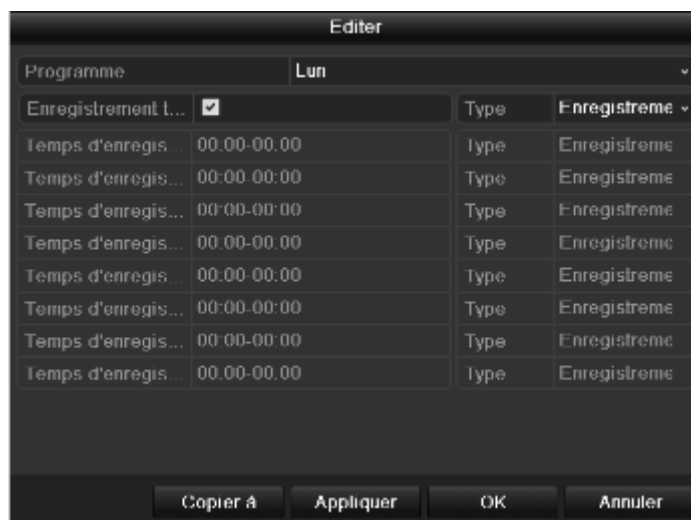 Editer
Programme Lun
Enregistrement t... Type Enregistreme
Temps d'enregis... 00:00-00:00 Type Enregistreme
Temps d'enregis... 00:00-00:00 Type Enregistreme
Temps d'enregis... 00:00-00:00 Type Enregistreme
Temps d'enregis... 00:00-00:00 Type Enregistreme
Temps d'enregis... 00:00-00:00 Type Enregistreme
Temps d'enregis... 00:00-00:00 Type Enregistreme
Temps d'enregis... 00:00-00:00 Type Enregistreme
Temps d'enregis... 00:00-00:00 Type Enregistreme
Copier à Appliquer OK Annuler